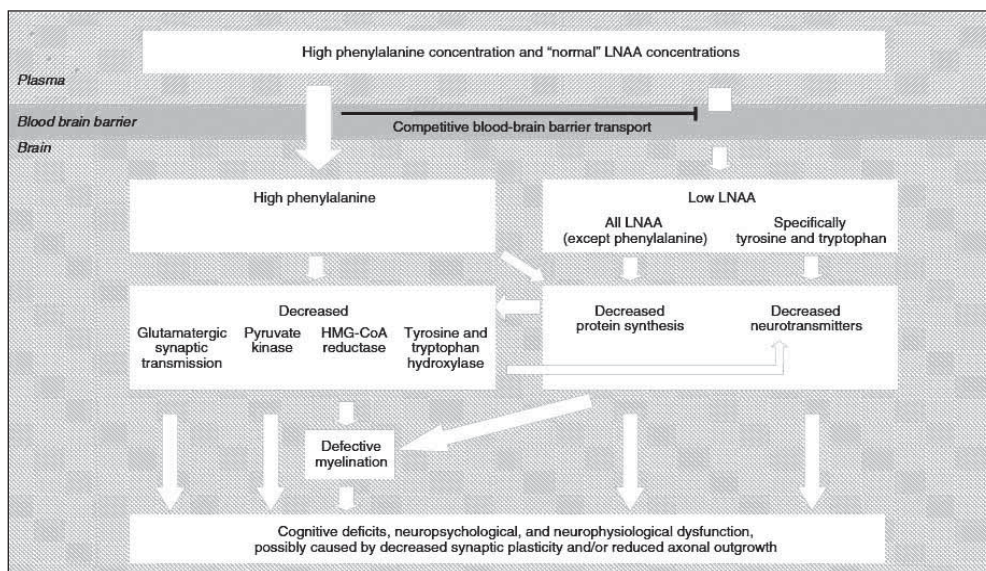 High phenylalanine concentration and “normal” LNAA concentrations
Plasma
Blood brain barrier
Competitive blood-brain barrier transport
Brain
High phenylalanine
Low LNAA
All LNAA
(except phenylalanine)
Specifically
tyrosine and tryptophan
Decreased
Glutamatergic
synaptic
transmission
Pyruvate
kinase
HMG-CoA
reductase
Tyrosine and
tryptophan
hydroxylase
Decreased
protein synthesis
Decreased
neurotransmitters
Defective
myelination
Cognitive deficits, neuropsychological, and neurophysiological dysfunction,
possibly caused by decreased synaptic plasticity and/or reduced axonal outgrowth